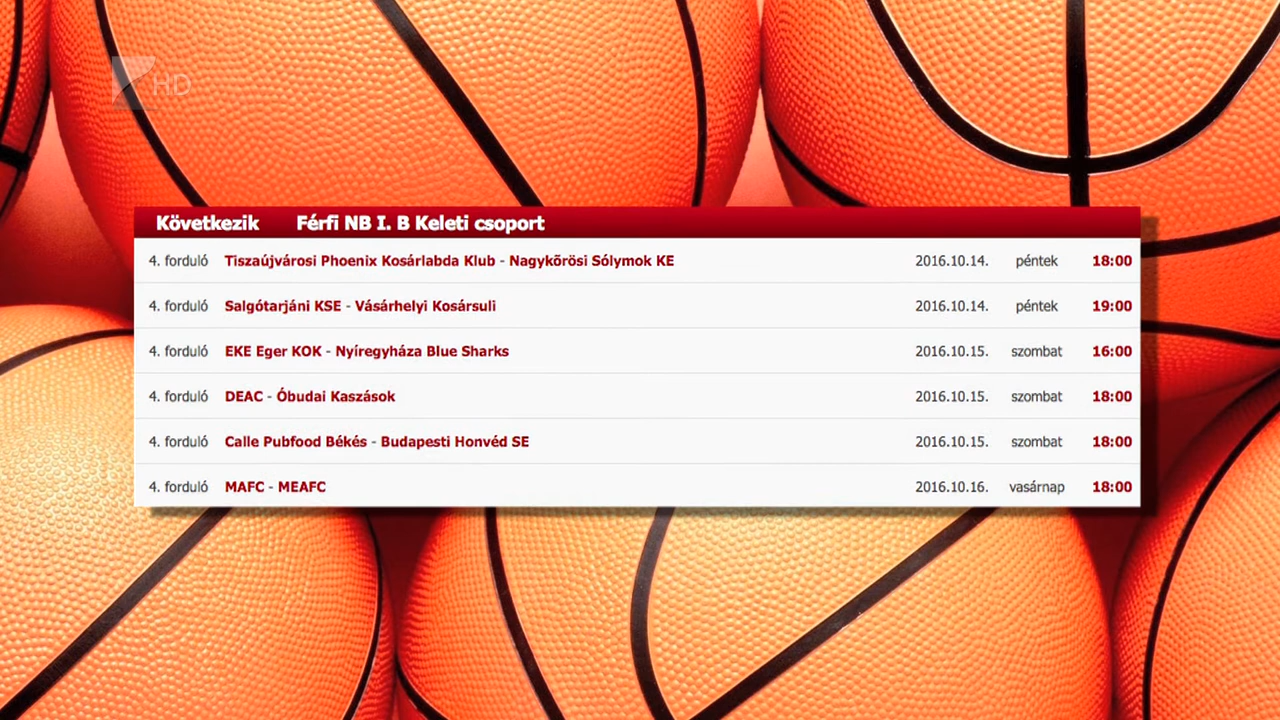 HD
Következik Férfi NB I. B Keleti csoport
4. forduló Tiszaújvárosi Phoenix Kosárlabda Klub - Nagykõrösi Sólymok KE 2016.10.14. péntek 18:00
4. forduló Salgótarjáni KSE - Vásárhelyi Kosársuli 2016.10.14. péntek 19:00
4. forduló EKE Eger KOK - Nyíregyháza Blue Sharks 2016.10.15. szombat 16:00
4. forduló DEAC - Óbudai Kaszások 2016.10.15. szombat 18:00
4. forduló Calle Pubfood Békés - Budapesti Honvéd SE 2016.10.15. szombat 18:00
4. forduló MAFC - MEAFC 2016.10.16. vasárnap 18:00